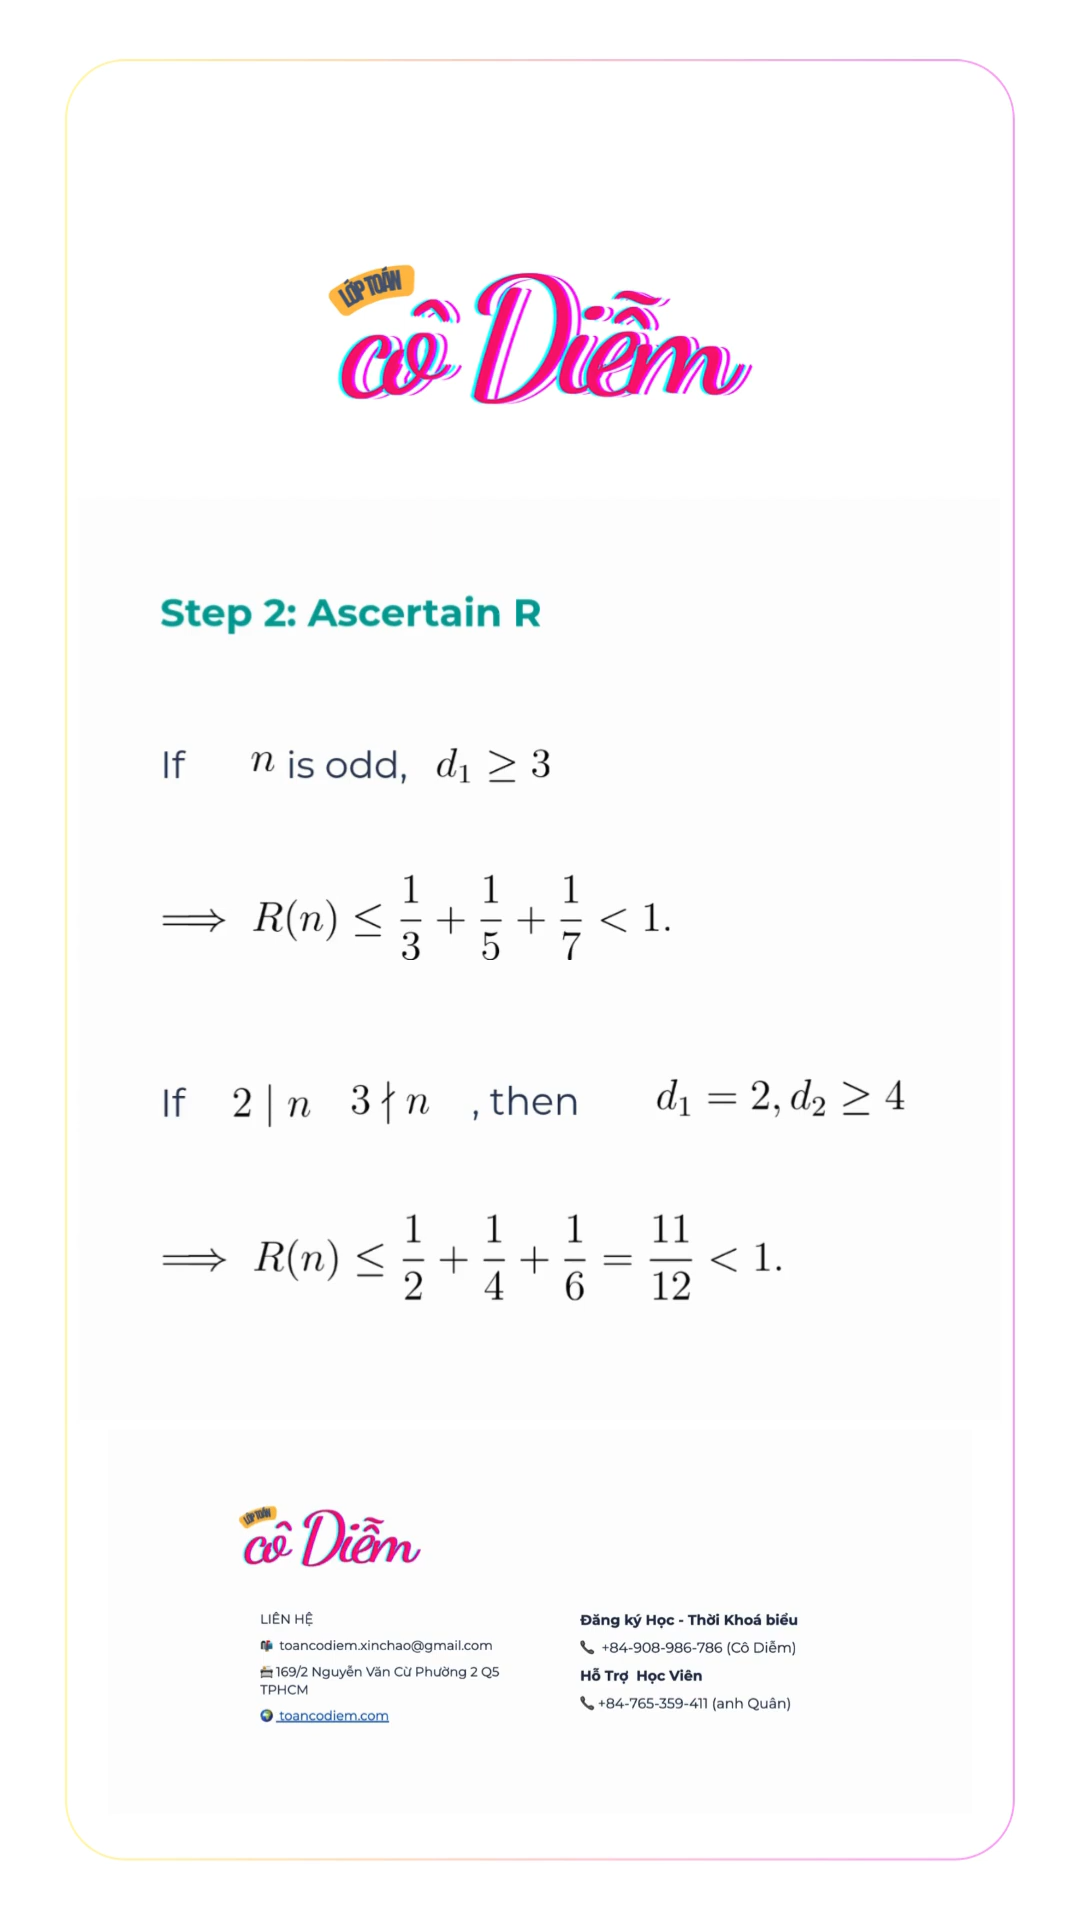 LỚP TOÁN
cô Diễm
Step 2: Ascertain R
If n is odd, d₁ ≥ 3
⟹ R(n) ≤ 1/3 + 1/5 + 1/7 < 1.
If 2 | n 3 ∤ n , then d₁ = 2, d₂ ≥ 4
⟹ R(n) ≤ 1/2 + 1/4 + 1/6 = 11/12 < 1.
LỚP TOÁN
cô Diễm
LIÊN HỆ
toancodiem.xinchao@gmail.com
169/2 Nguyễn Văn Cừ Phường 2 Q5
TPHCM
toancodiem.com
Đăng ký Học - Thời Khoá biểu
+84-908-986-786 (Cô Diễm)
Hỗ Trợ Học Viên
+84-765-359-411 (anh Quân)